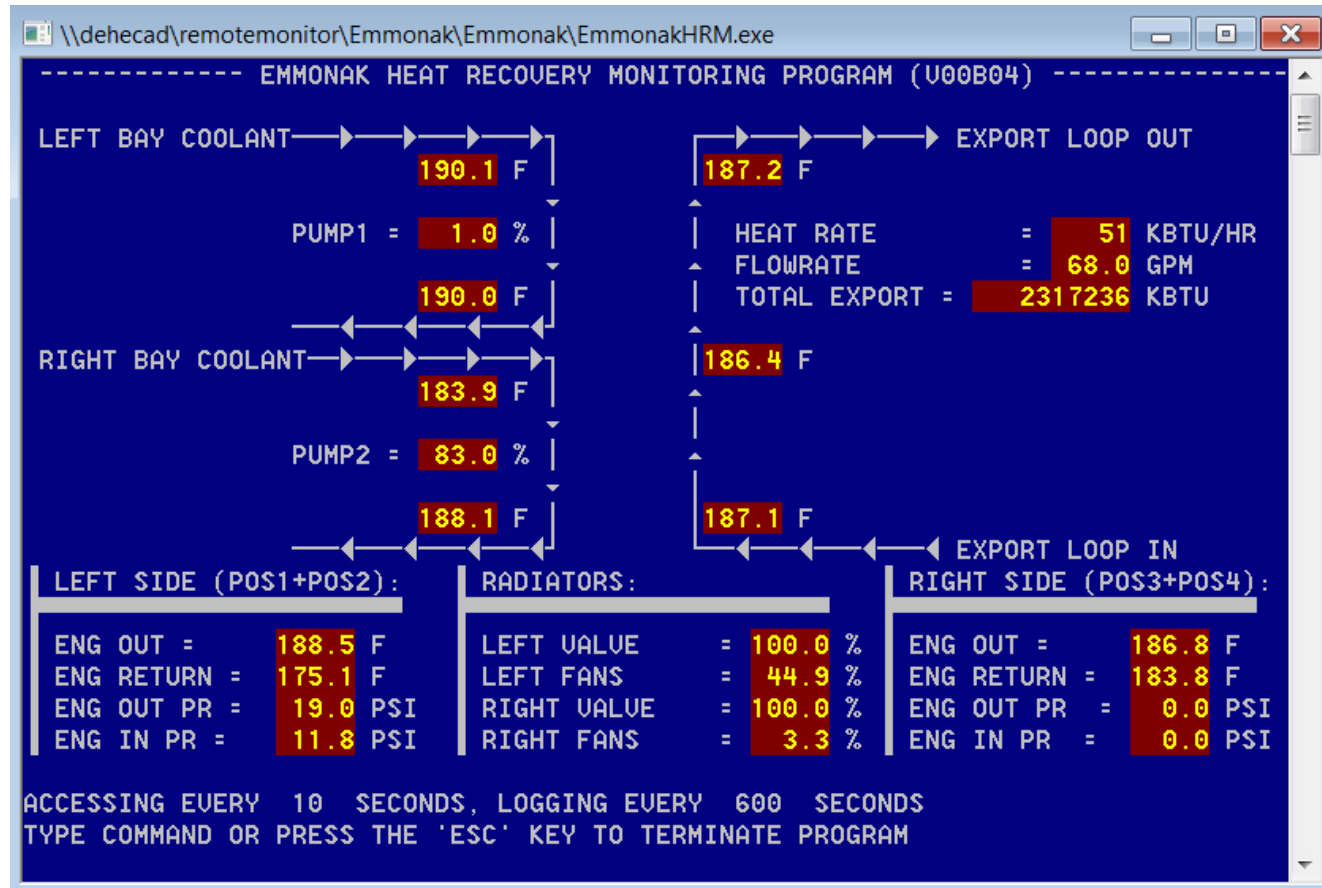 \\dehecad\remotemonitor\Emmonak\Emmonak\EmmonakHRM.exe
------------- EMMONAK HEAT RECOVERY MONITORING PROGRAM (V00B04) ---------------
LEFT BAY COOLANT EXPORT LOOP OUT
190.1 F 187.2 F
PUMP1 = 1.0 % HEAT RATE = 51 KBTU/HR
FLOWRATE = 68.0 GPM
190.0 F TOTAL EXPORT = 2317236 KBTU
RIGHT BAY COOLANT 186.4 F
183.9 F
PUMP2 = 83.0 %
188.1 F 187.1 F
EXPORT LOOP IN
LEFT SIDE (POS1+POS2): RADIATORS: RIGHT SIDE (POS3+POS4):
ENG OUT = 188.5 F LEFT VALVE = 100.0 % ENG OUT = 186.8 F
ENG RETURN = 175.1 F LEFT FANS = 44.9 % ENG RETURN = 183.8 F
ENG OUT PR = 19.0 PSI RIGHT VALVE = 100.0 % ENG OUT PR = 0.0 PSI
ENG IN PR = 11.8 PSI RIGHT FANS = 3.3 % ENG IN PR = 0.0 PSI
ACCESSING EVERY 10 SECONDS, LOGGING EVERY 600 SECONDS
TYPE COMMAND OR PRESS THE 'ESC' KEY TO TERMINATE PROGRAM